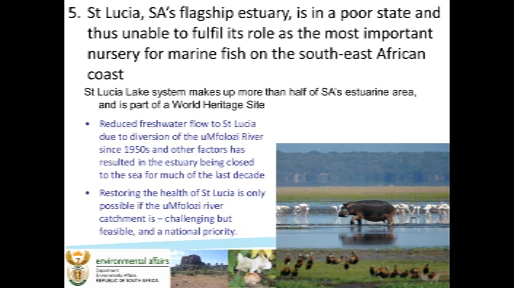 5. St Lucia, SA's flagship estuary, is in a poor state and
thus unable to fulfil its role as the most important
nursery for marine fish on the south-east African
coast
St Lucia Lake system makes up more than half of SA's estuarine area,
and is part of a World Heritage Site
• Reduced freshwater flow to St Lucia
due to diversion of the uMfolozi River
since 1950s and other factors has
resulted in the estuary being closed
to the sea for much of the last decade
• Restoring the health of St Lucia is only
possible if the uMfolozi river
catchment is – challenging but
feasible, and a national priority.
environmental affairs
Department:
Environmental Affairs
REPUBLIC OF SOUTH AFRICA